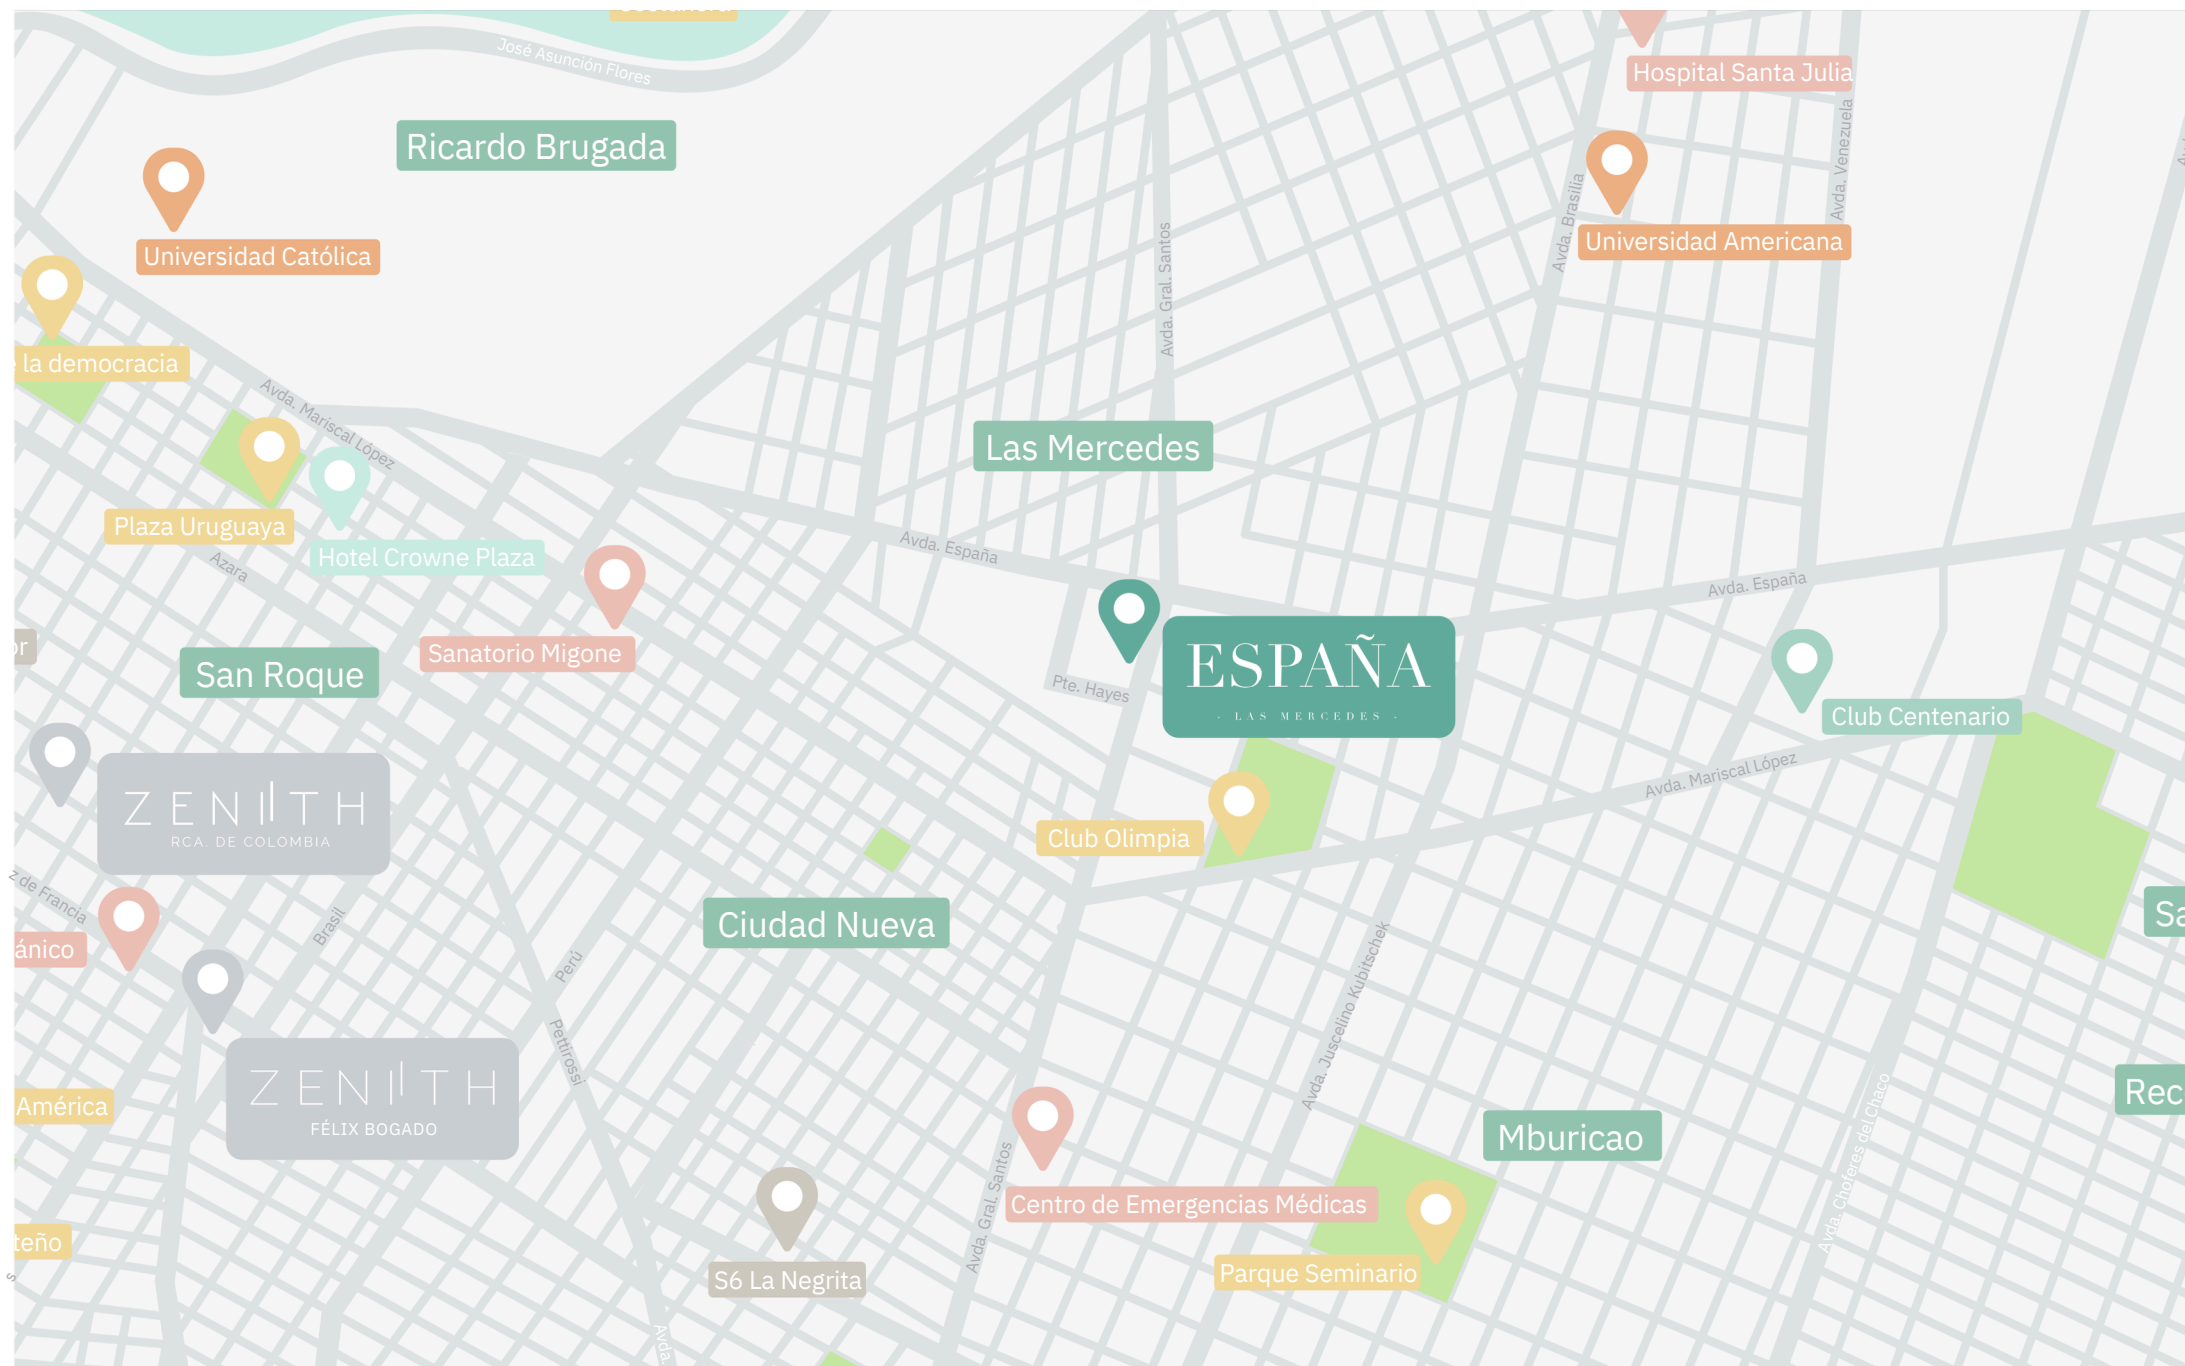 José Asunción Flores
Hospital Santa Julia
Ricardo Brugada
Avda. Venezuela
Avda. Brasilia
Universidad Católica
Universidad Americana
Avda. Gral. Santos
la democracia
Avda. Mariscal López
Las Mercedes
Plaza Uruguaya
Hotel Crowne Plaza
Avda. España
Azara
Avda. España
Sanatorio Migone
San Roque
Pte. Hayes
ESPAÑA
- LAS MERCEDES -
Club Centenario
Avda. Mariscal López
ZENIITH
RCA. DE COLOMBIA
Club Olimpia
z de Francia
Brasil
Ciudad Nueva
Sa
ánico
Perú
Avda. Juscelino Kubitschek
Pettirossi
ZENIITH
FÉLIX BOGADO
América
Rec
Mburicao
Avda. Choferes del Chaco
Centro de Emergencias Médicas
Avda. Gral. Santos
teño
S6 La Negrita
Parque Seminario
s
Avda.